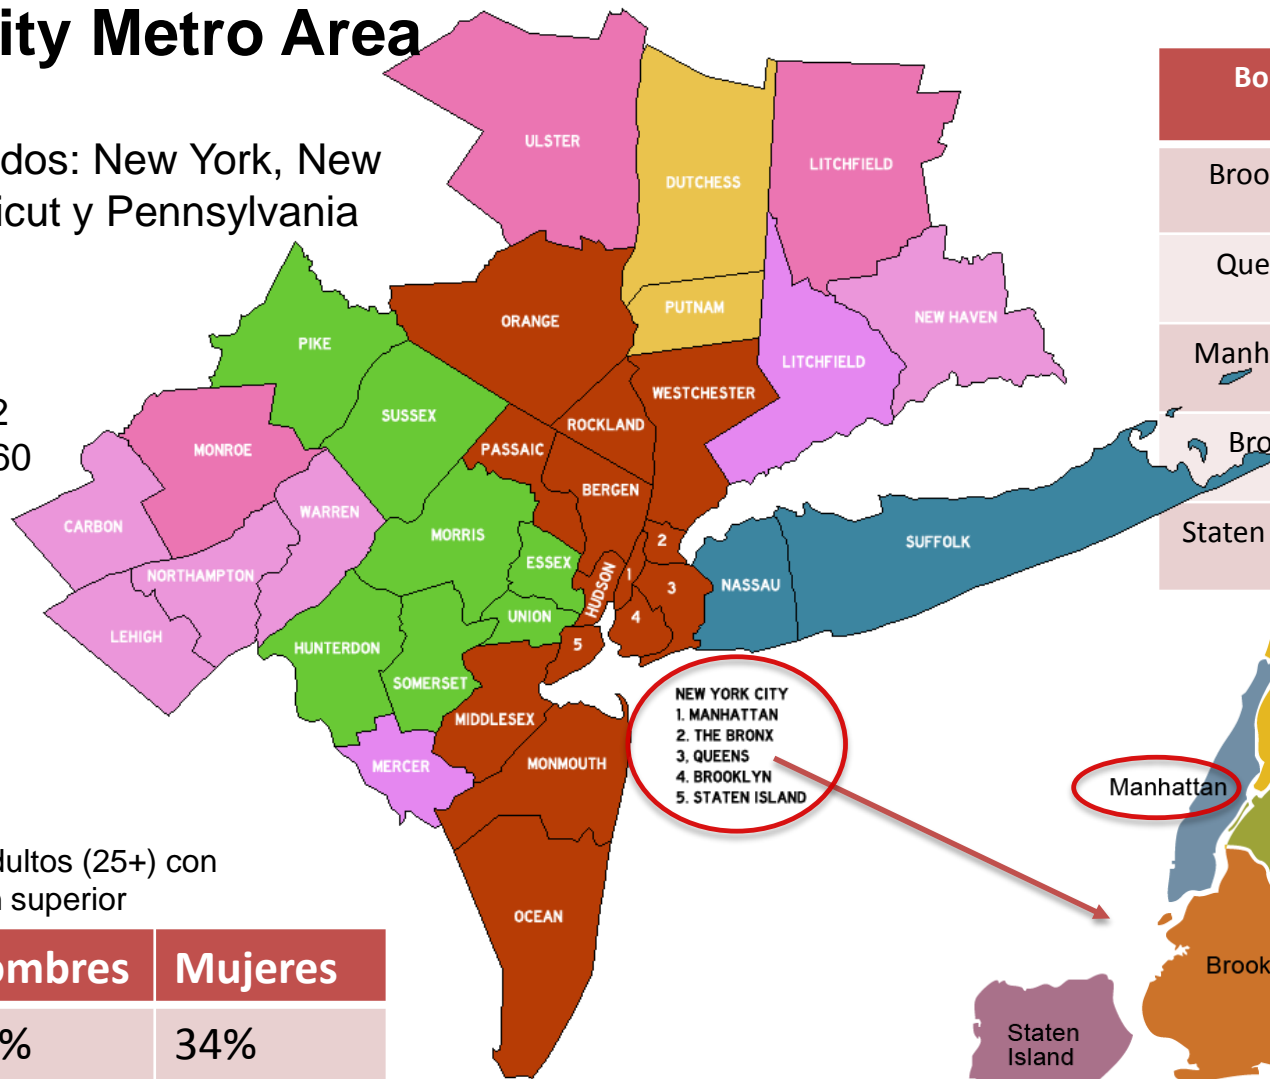 ity Metro Area
dos: New York, New
icut y Pennsylvania
2
60
ULSTER
DUTCHESS
LITCHFIELD
PUTNAM
NEW HAVEN
ORANGE
PIKE
LITCHFIELD
WESTCHESTER
SUSSEX
ROCKLAND
PASSAIC
MONROE
BERGEN
WARREN
CARBON
MORRIS
2
SUFFOLK
ESSEX
NORTHAMPTON
HUDSON
1
3
NASSAU
UNION
4
LEHIGH
HUNTERDON
5
SOMERSET
MIDDLESEX
MERCER
MONMOUTH
OCEAN
NEW YORK CITY
1. MANHATTAN
2. THE BRONX
3, QUEENS
4. BROOKLYN
5. STATEN ISLAND
Bo
Broo
Que
Manh
Bro
Staten
Manhattan
Brook
Staten
Island
dultos (25+) con
n superior
ombres Mujeres
% 34%